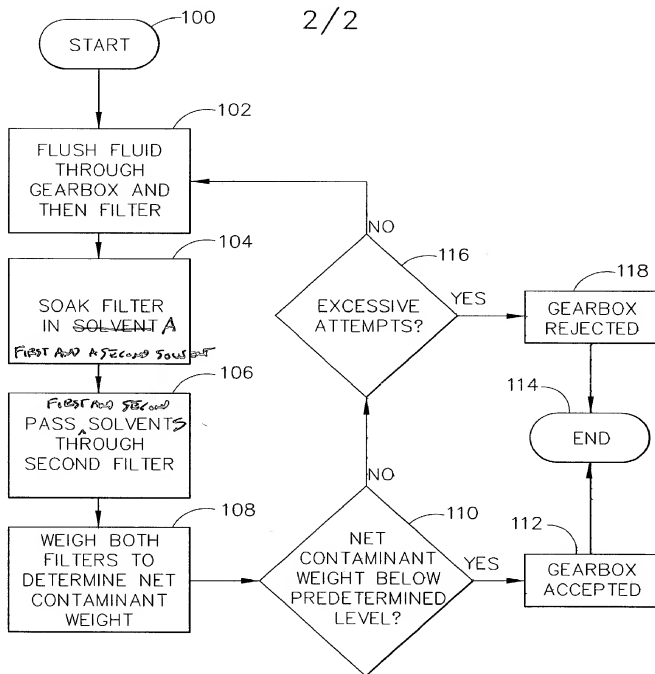 2/2
100
START
102
FLUSH FLUID
THROUGH
GEARBOX AND
THEN FILTER
104
SOAK FILTER
IN SOLVENT A
FIRST AND A SECOND SOLVENT
106
FIRST AND SECOND
PASS SOLVENTS
THROUGH
SECOND FILTER
108
WEIGH BOTH
FILTERS TO
DETERMINE NET
CONTAMINANT
WEIGHT
110
NET
CONTAMINANT
WEIGHT BELOW
PREDETERMINED
LEVEL?
NO
YES
112
GEARBOX
ACCEPTED
116
EXCESSIVE
ATTEMPTS?
NO
YES
118
GEARBOX
REJECTED
114
END